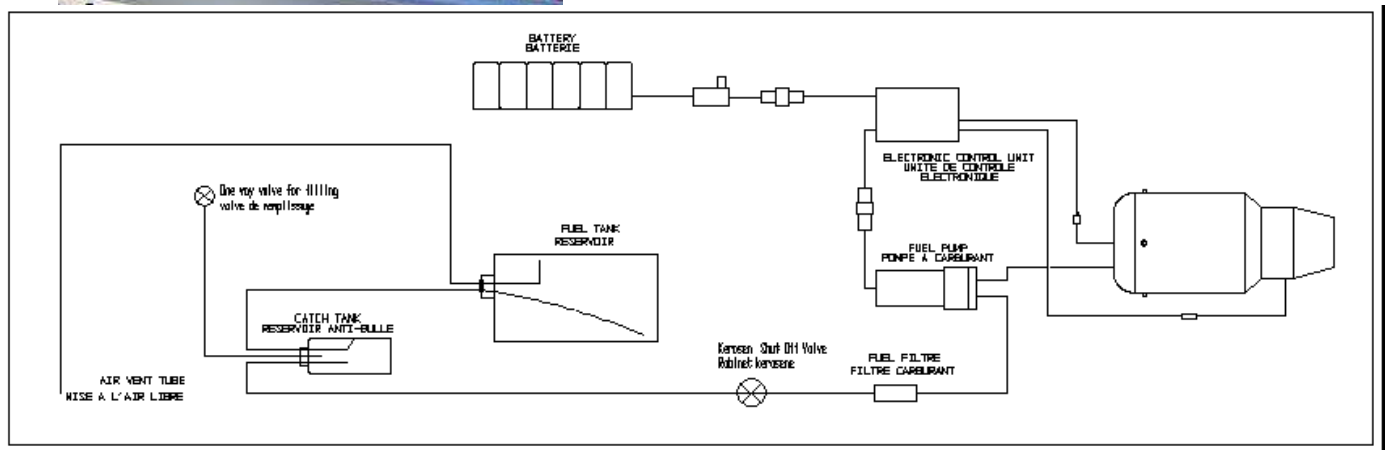 BATTERY
BATTERIE
ELECTRONIC CONTROL UNIT
UNITE DE CONTROLE
ELECTRONIQUE
One way valve for filling
valve de remplissage
FUEL TANK
RESERVOIR
FUEL PUMP
POMPE A CARBURANT
CATCH TANK
RESERVOIR ANTI-BULLE
Kerosen Shut Off Valve
Robinet kerosene
FUEL FILTRE
FILTRE CARBURANT
AIR VENT TUBE
MISE A L'AIR LIBRE